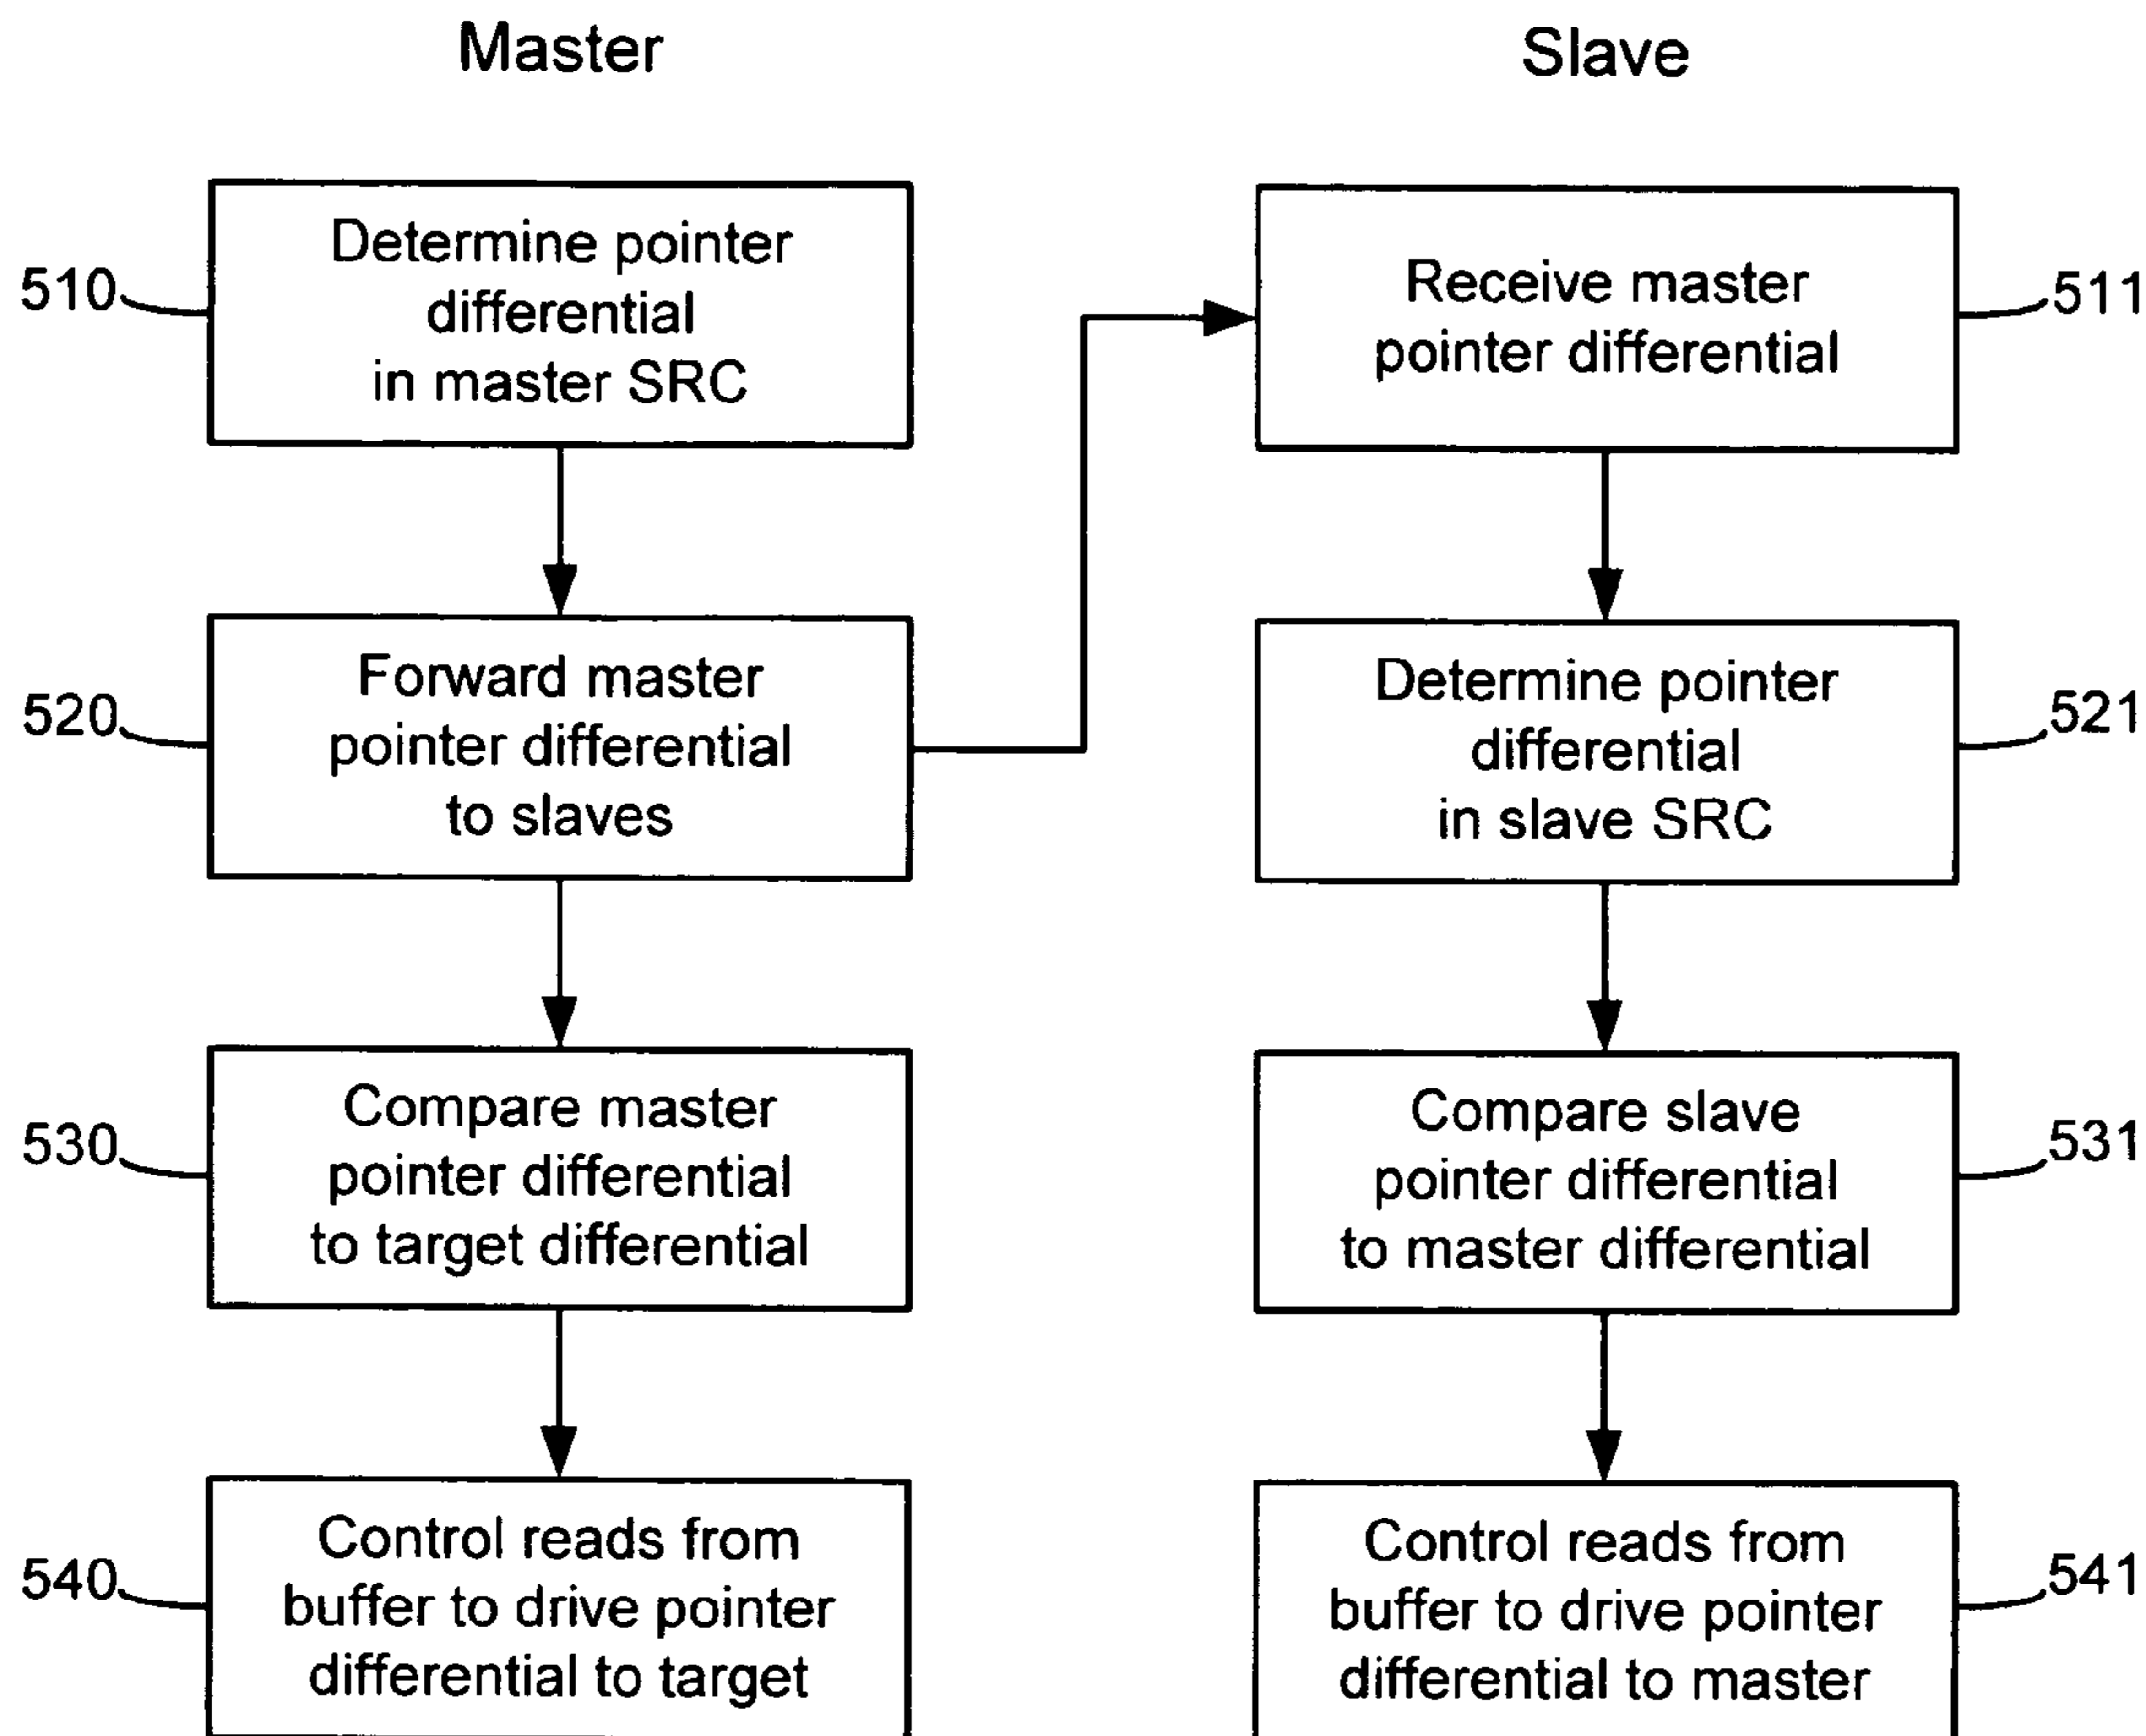 Master
510
Determine pointer
differential
in master SRC
520
Forward master
pointer differential
to slaves
530
Compare master
pointer differential
to target differential
540
Control reads from
buffer to drive pointer
differential to target
Slave
Receive master
pointer differential
511
Determine pointer
differential
in slave SRC
521
Compare slave
pointer differential
to master differential
531
Control reads from
buffer to drive pointer
differential to master
541